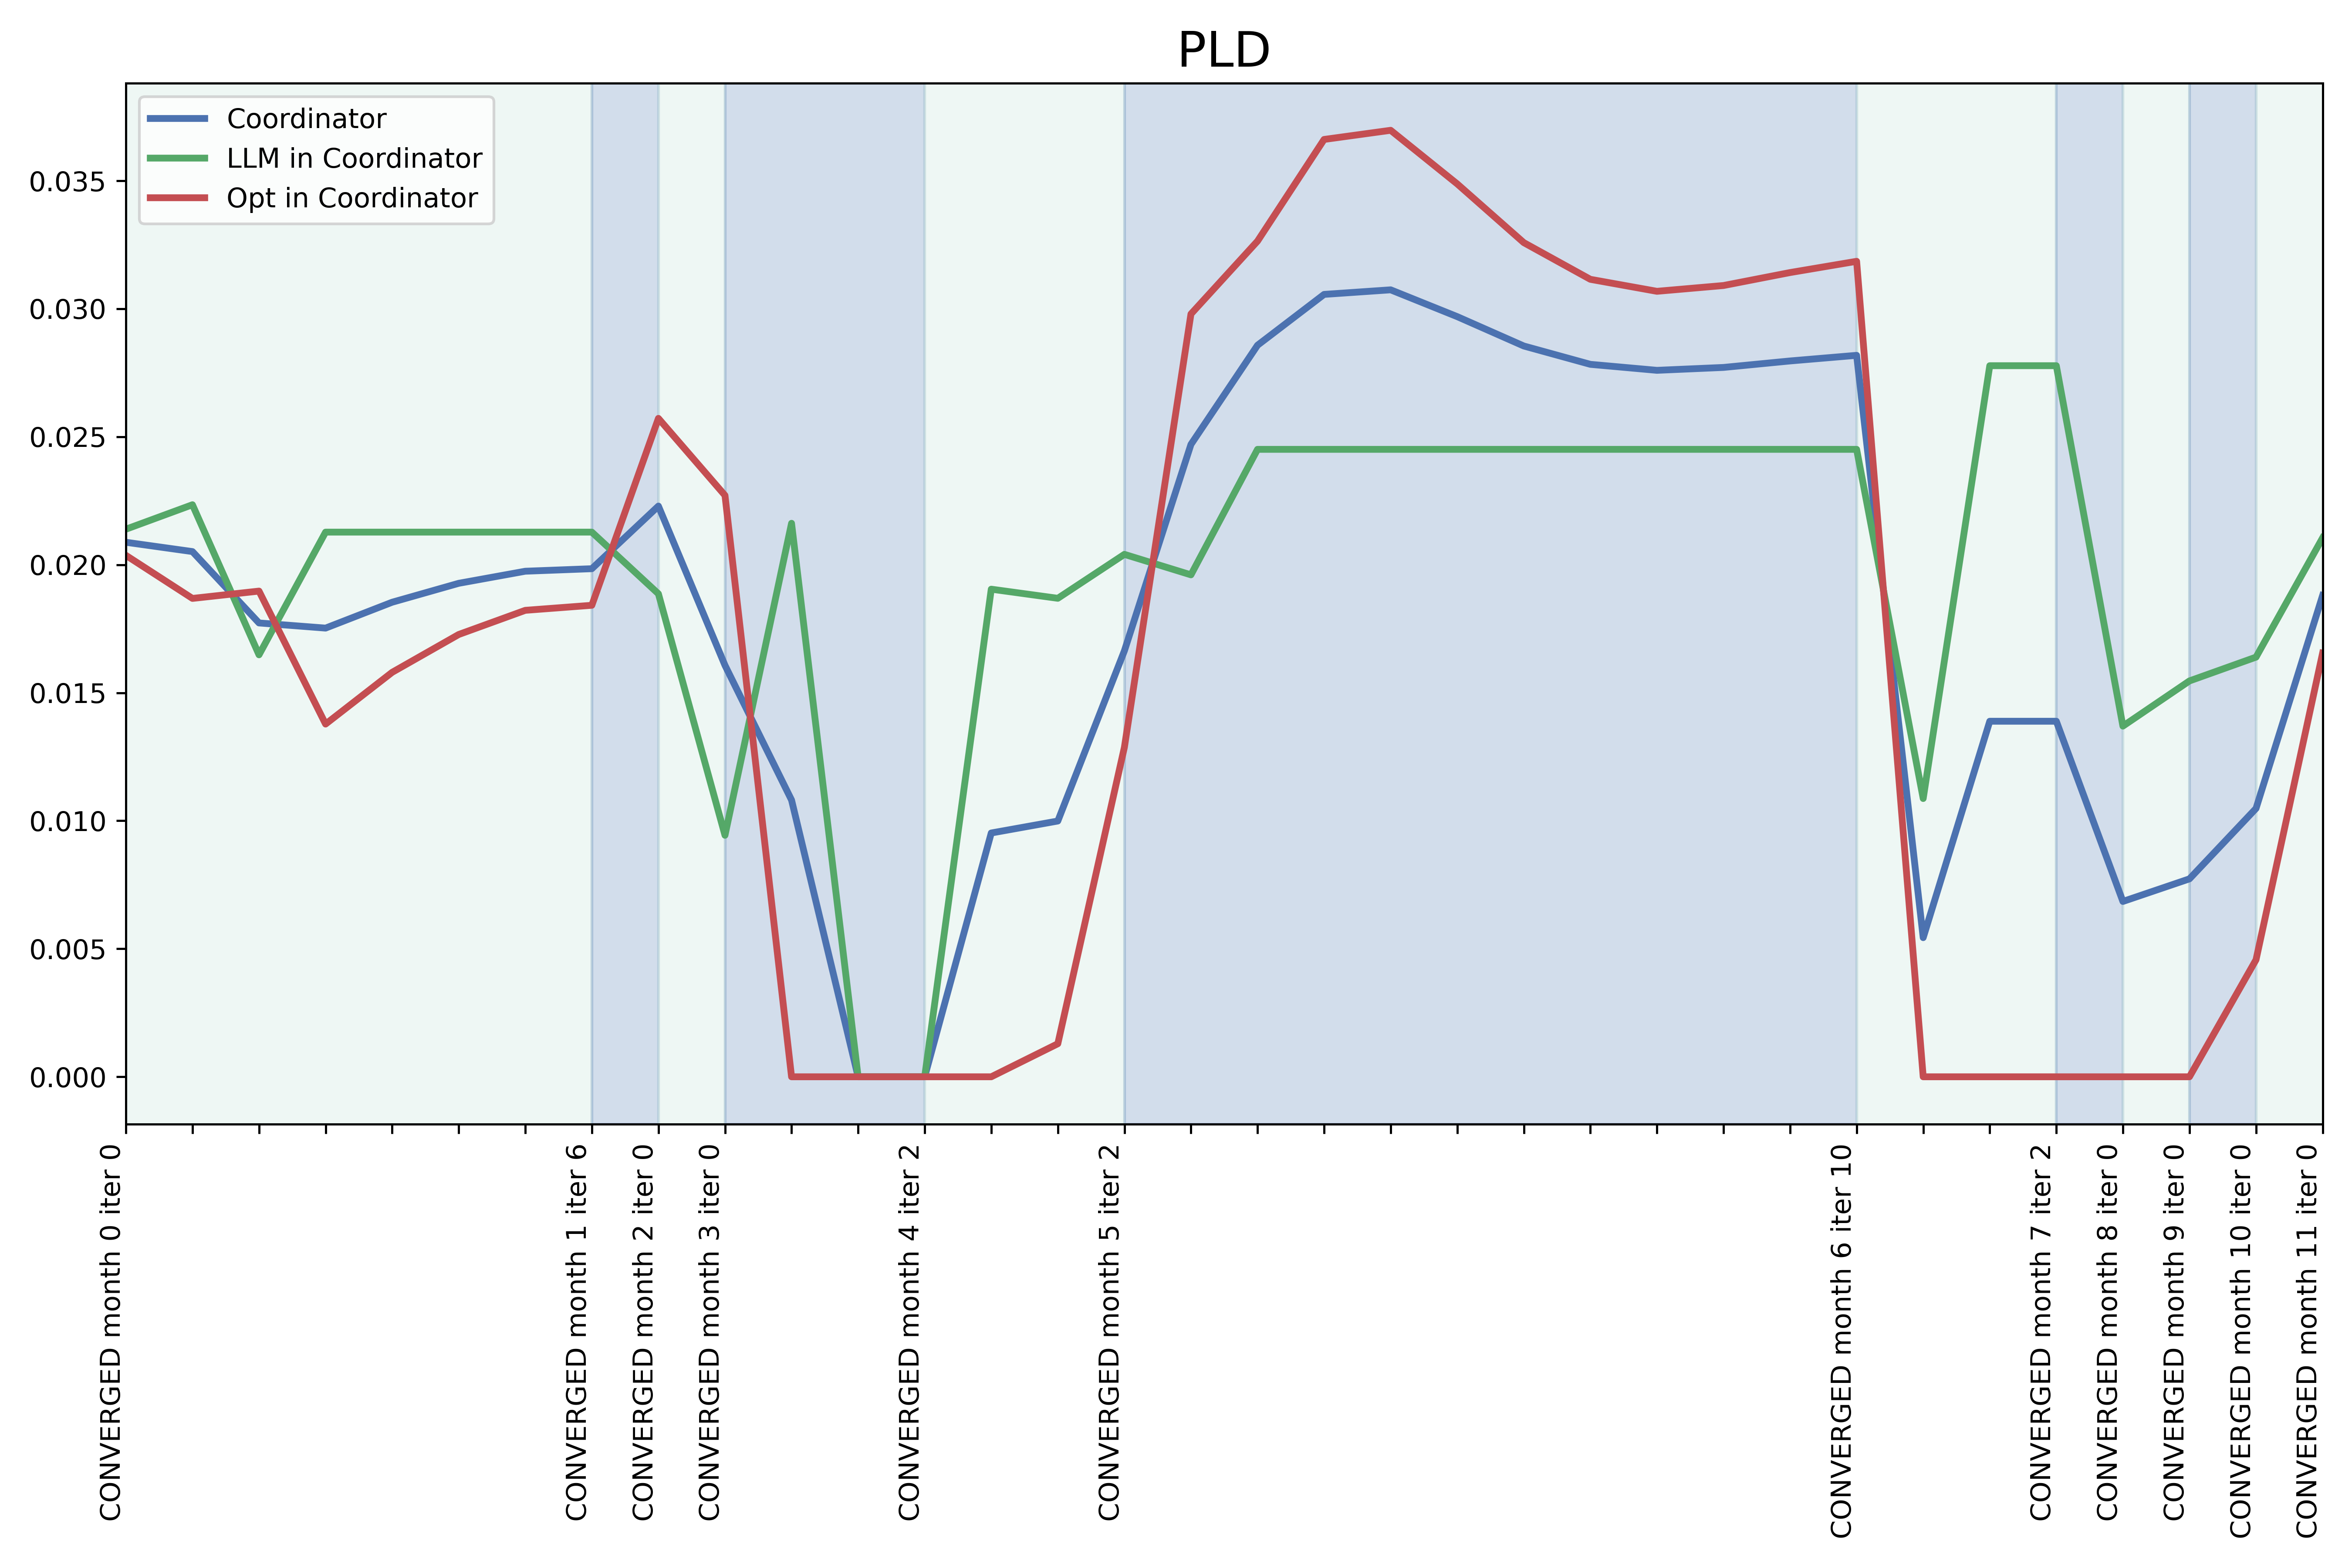 PLD
Coordinator
LLM in Coordinator
Opt in Coordinator
0.035
0.030
0.025
0.020
0.015
0.010
0.005
0.000
CONVERGED month 0 iter 0
CONVERGED month 1 iter 6
CONVERGED month 2 iter 0
CONVERGED month 3 iter 0
CONVERGED month 4 iter 2
CONVERGED month 5 iter 2
CONVERGED month 6 iter 10
CONVERGED month 7 iter 2
CONVERGED month 8 iter 0
CONVERGED month 9 iter 0
CONVERGED month 10 iter 0
CONVERGED month 11 iter 0